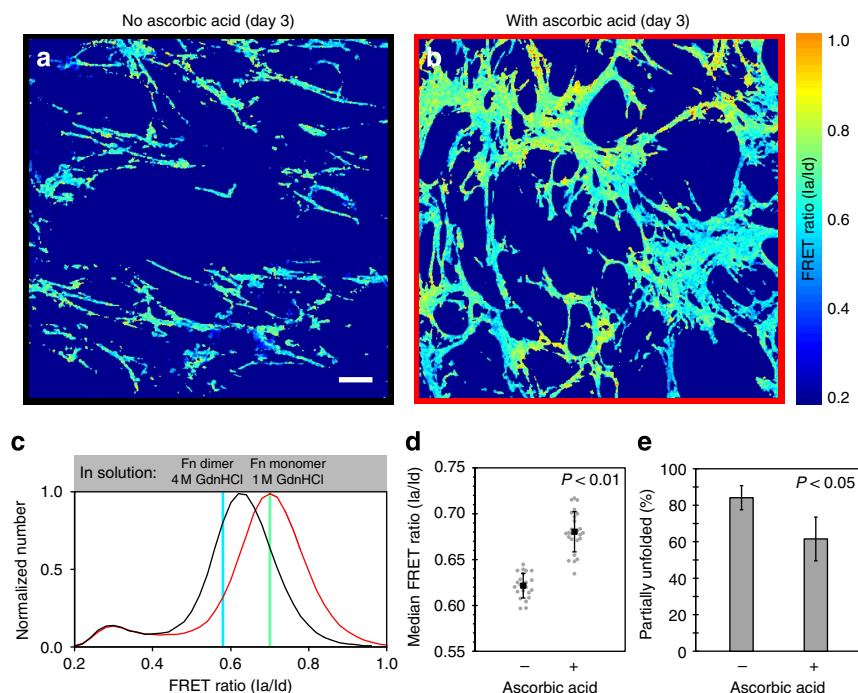 No ascorbic acid (day 3)
With ascorbic acid (day 3)
a
b
1.0
0.8
0.6
0.4
0.2
FRET ratio (Ia/Id)
c
In solution:
Fn dimer
4 M GdnHCl
Fn monomer
1 M GdnHCl
1.0
0.5
0.0
Normalized number
0.2
0.4
0.6
0.8
1.0
FRET ratio (Ia/Id)
d
P < 0.01
0.75
0.70
0.65
0.60
0.55
Median FRET ratio (Ia/Id)
− +
Ascorbic acid
e
P < 0.05
100
80
60
40
20
0
Partially unfolded (%)
− +
Ascorbic acid